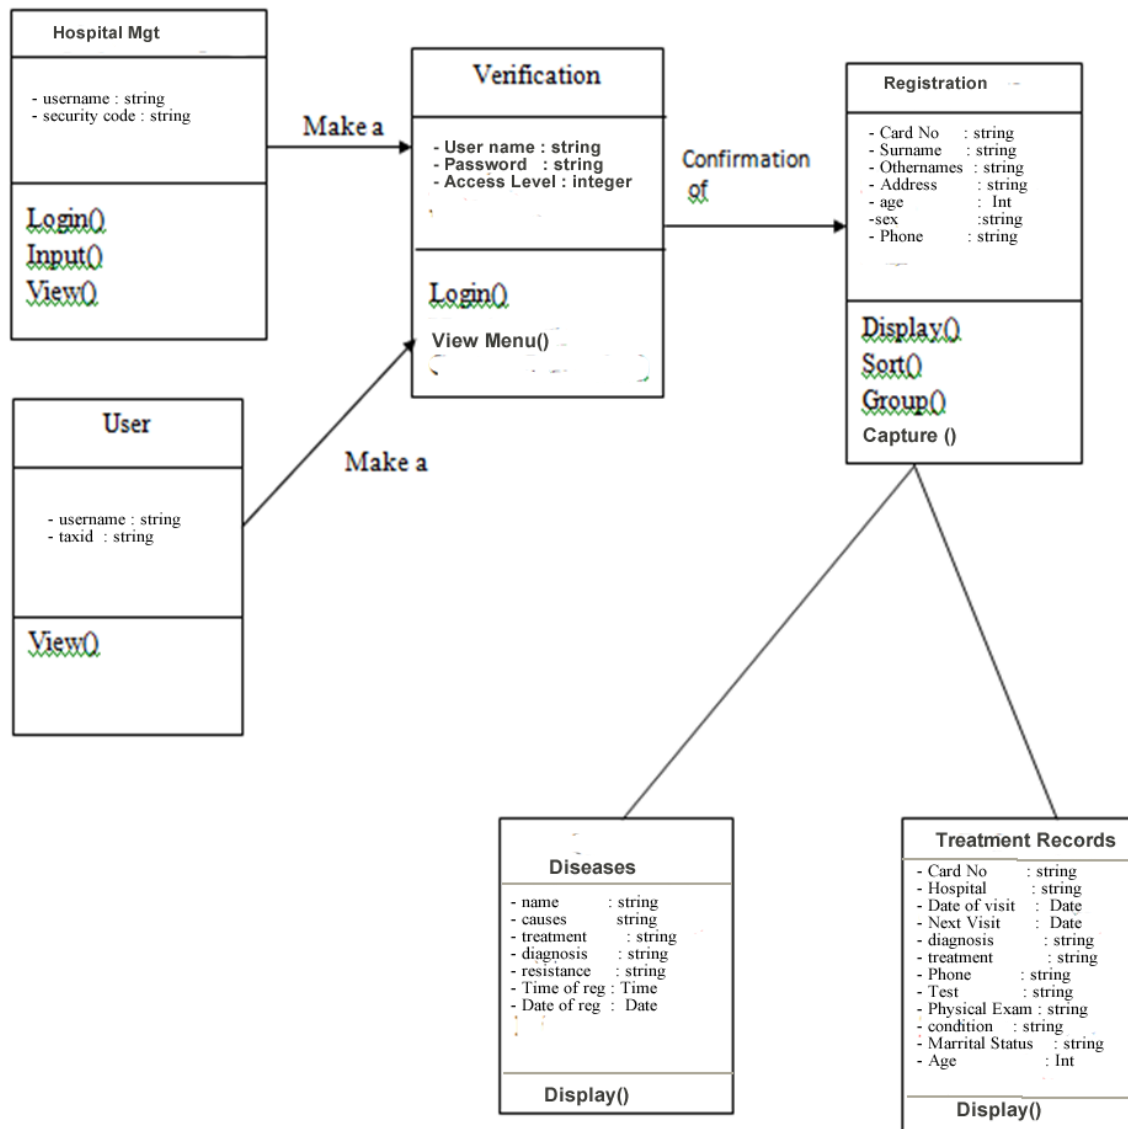 Hospital Mgt
- username : string
- security code : string
Login()
Input()
View()
Make a
Verification
- User name : string
- Password : string
- Access Level : integer
Login()
View Menu()
Confirmation
of
Registration
- Card No : string
- Surname : string
- Othernames : string
- Address : string
- age : Int
-sex :string
- Phone : string
Display()
Sort()
Group()
Capture ()
User
- username : string
- taxid : string
View()
Make a
Diseases
- name : string
- causes string
- treatment : string
- diagnosis : string
- resistance : string
- Time of reg : Time
- Date of reg : Date
Display()
Treatment Records
- Card No : string
- Hospital : string
- Date of visit : Date
- Next Visit : Date
- diagnosis : string
- treatment : string
- Phone : string
- Test : string
- Physical Exam : string
- condition : string
- Marrital Status : string
- Age : Int
Display()